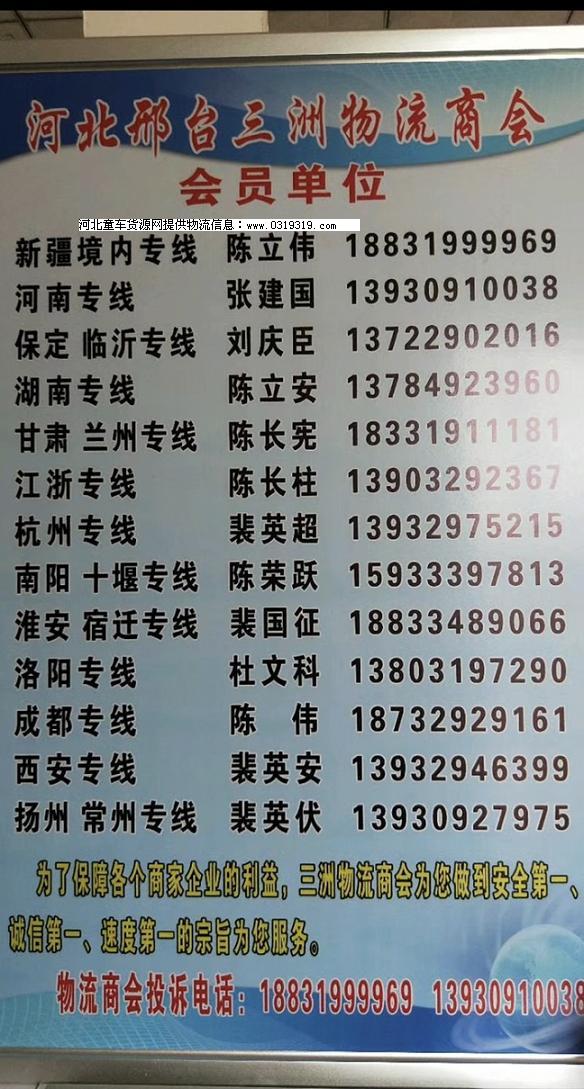 河北邢台三洲物流商会
会员单位
河北童车货源网提供物流信息：www.0319319.com
新疆境内专线 陈立伟 18831999969
河南专线 张建国 13930910038
保定 临沂专线 刘庆臣 13722902016
湖南专线 陈立安 13784923960
甘肃 兰州专线 陈长宪 18331911181
江浙专线 陈长柱 13903292367
杭州专线 裴英超 13932975215
南阳 十堰专线 陈荣跃 15933397813
淮安 宿迁专线 裴国征 18833489066
洛阳专线 杜文科 13803197290
成都专线 陈 伟 18732929161
西安专线 裴英安 13932946399
扬州 常州专线 裴英伏 13930927975
为了保障各个商家企业的利益，三洲物流商会为您做到安全第一、
诚信第一、速度第一的宗旨为您服务。
物流商会投诉电话：18831999969 13930910038